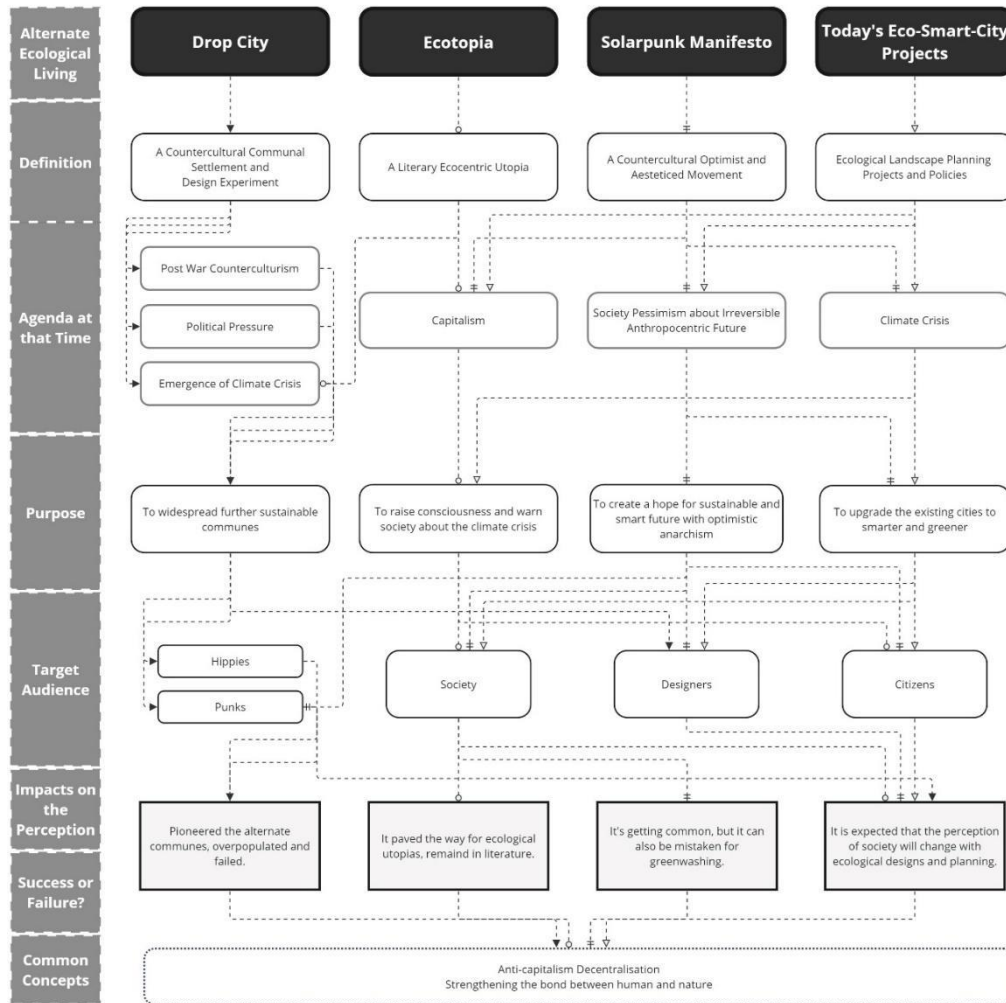 Alternate
Ecological
Living
Drop City
Ecotopia
Solarpunk Manifesto
Today's Eco-Smart-City
Projects
Definition
A Countercultural Communal
Settlement and
Design Experiment
A Literary Ecocentric Utopia
A Countercultural Optimist and
Aesteticed Movement
Ecological Landscape Planning
Projects and Policies
Agenda at
that Time
Post War Counterculturism
Political Pressure
Emergence of Climate Crisis
Capitalism
Society Pessimism about Irreversible
Anthropocentric Future
Climate Crisis
Purpose
To widespread further sustainable
communes
To raise consciousness and warn
society about the climate crisis
To create a hope for sustainable and
smart future with optimistic
anarchism
To upgrade the existing cities to
smarter and greener
Target
Audience
Hippies
Punks
Society
Designers
Citizens
Impacts on
the
Perception
Success or
Failure?
Pioneered the alternate
communes, overpopulated and
failed.
It paved the way for ecological
utopias, remaind in literature.
It's getting common, but it can
also be mistaken for
greenwashing.
It is expected that the perception
of society will change with
ecological designs and planning.
Common
Concepts
Anti-capitalism Decentralisation
Strengthening the bond between human and nature